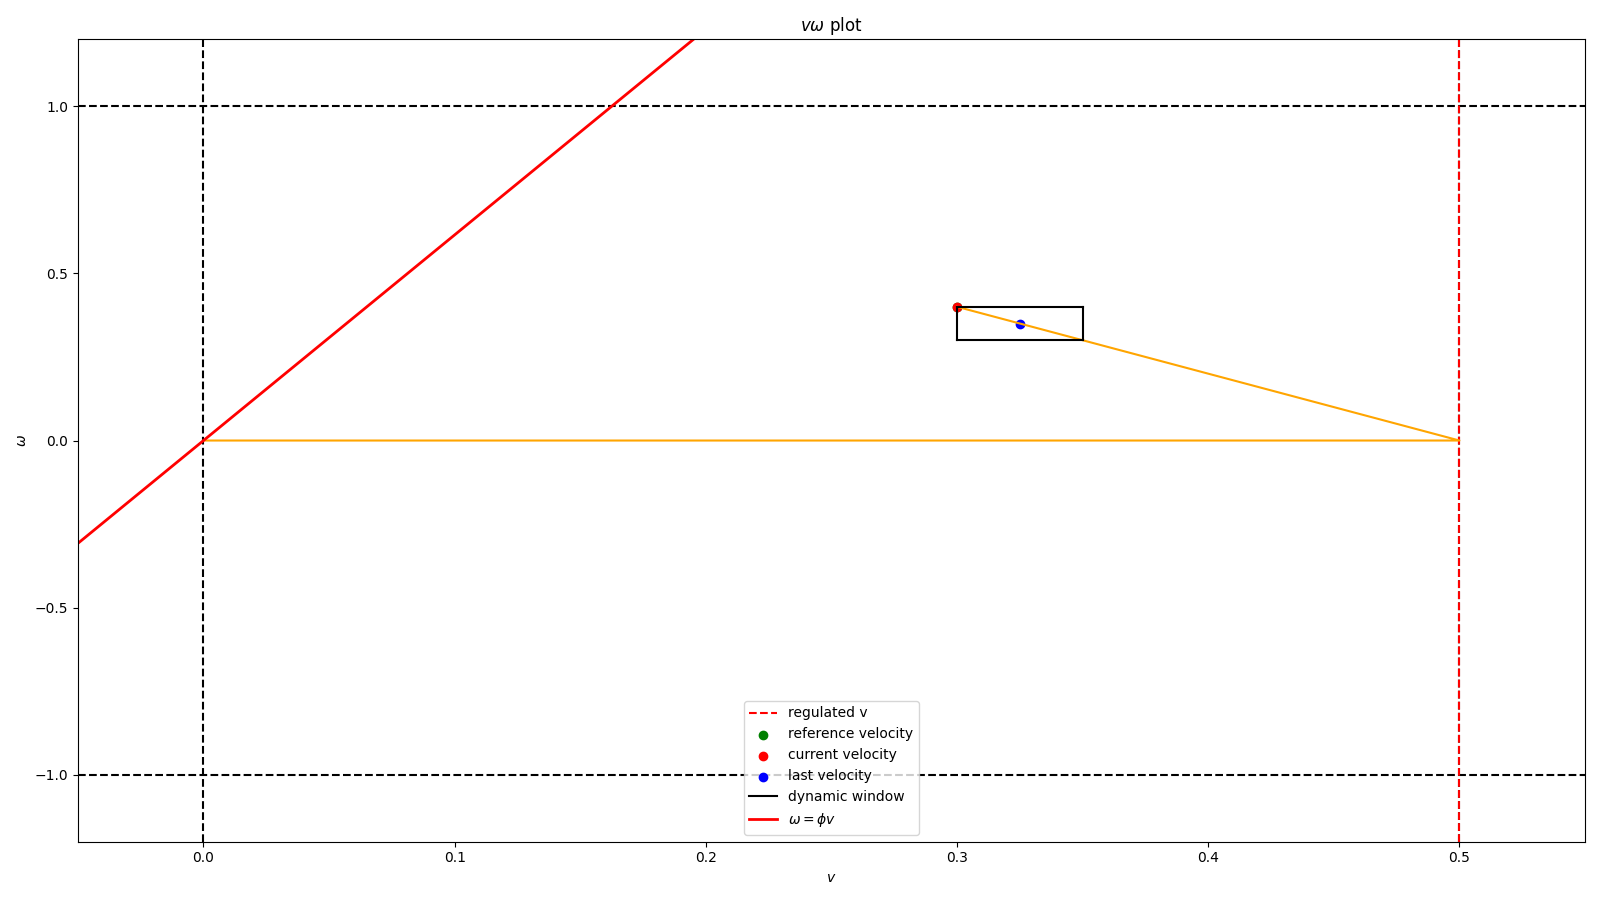 vω plot
1.0
0.5
0.0
−0.5
−1.0
ω
regulated v
reference velocity
current velocity
last velocity
dynamic window
ω = ϕv
0.0 0.1 0.2 0.3 0.4 0.5
v